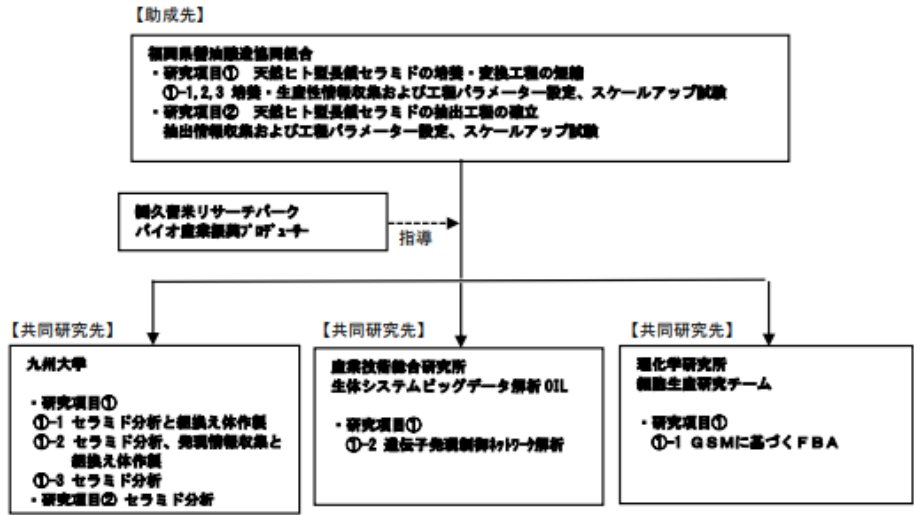 【助成先】
福岡県醤油醸造協同組合
・研究項目① 天然ヒト型長鎖セラミドの培養・変換工程の短縮
①-1,2,3 培養・生産性情報収集および工程パラメーター設定、スケールアップ試験
・研究項目② 天然ヒト型長鎖セラミドの抽出工程の確立
抽出情報収集および工程パラメーター設定、スケールアップ試験
㈱久留米リサーチパーク
バイオ産業振興プロデューサー
指導
【共同研究先】
九州大学
・研究項目①
①-1 セラミド分析と組換え体作製
①-2 セラミド分析、発現情報収集と
組換え体作製
①-3 セラミド分析
・研究項目② セラミド分析
【共同研究先】
産業技術総合研究所
生体システムビッグデータ解析 OIL
・研究項目①
①-2 遺伝子発現制御ネットワーク解析
【共同研究先】
理化学研究所
細胞生産研究チーム
・研究項目①
①-1 GSMに基づくFBA